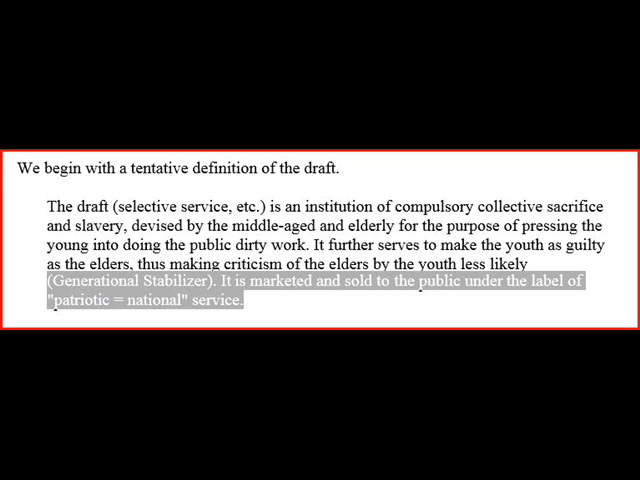 We begin with a tentative definition of the draft.
The draft (selective service, etc.) is an institution of compulsory collective sacrifice
and slavery, devised by the middle-aged and elderly for the purpose of pressing the
young into doing the public dirty work. It further serves to make the youth as guilty
as the elders, thus making criticism of the elders by the youth less likely
(Generational Stabilizer). It is marketed and sold to the public under the label of
"patriotic = national" service.